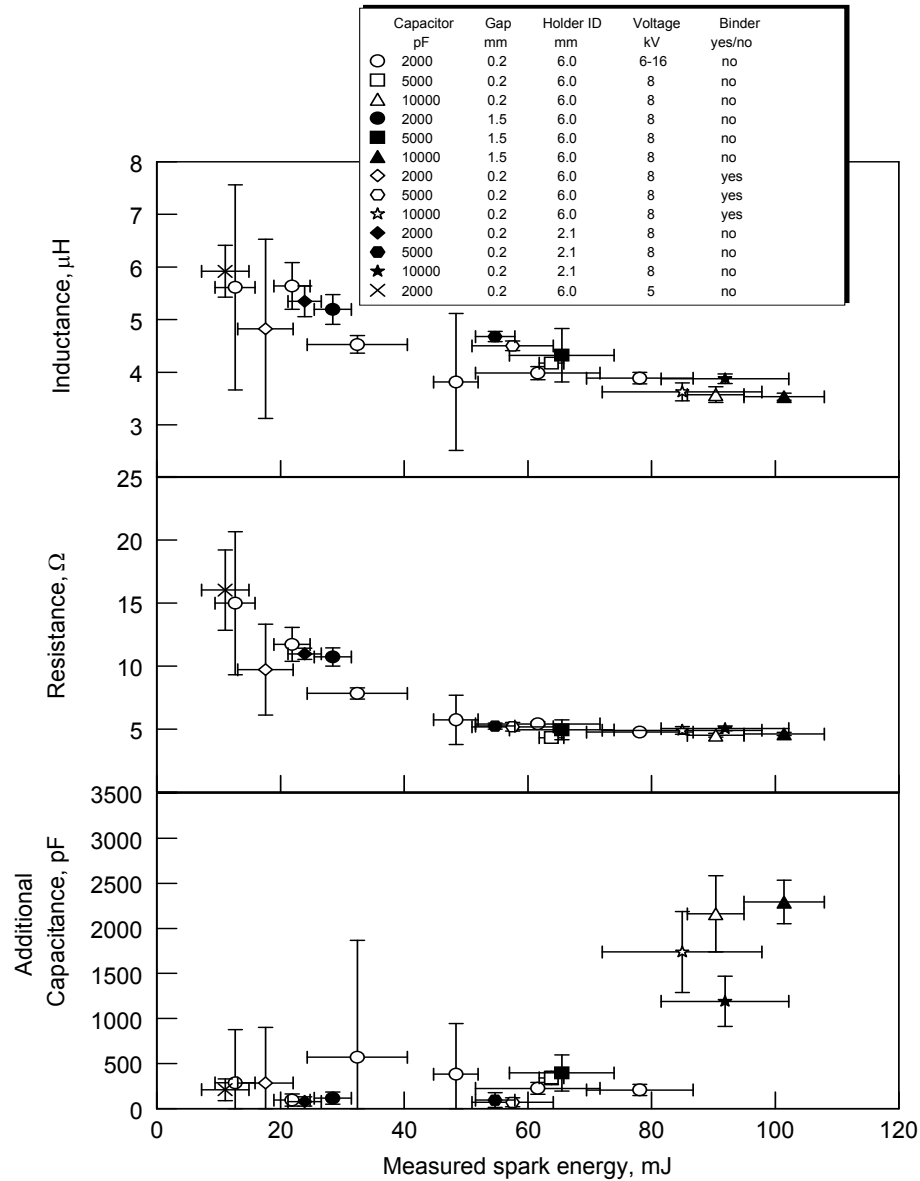 Capacitor Gap Holder ID Voltage Binder
pF mm mm kV yes/no
2000 0.2 6.0 6-16 no
5000 0.2 6.0 8 no
10000 0.2 6.0 8 no
2000 1.5 6.0 8 no
5000 1.5 6.0 8 no
10000 1.5 6.0 8 no
2000 0.2 6.0 8 yes
5000 0.2 6.0 8 yes
10000 0.2 6.0 8 yes
2000 0.2 2.1 8 no
5000 0.2 2.1 8 no
10000 0.2 2.1 8 no
2000 0.2 6.0 5 no
8
7
6
5
4
3
Inductance, μH
25
20
15
10
5
Resistance, Ω
3500
3000
2500
2000
1500
1000
500
0
Additional
Capacitance, pF
0 20 40 60 80 100 120
Measured spark energy, mJ